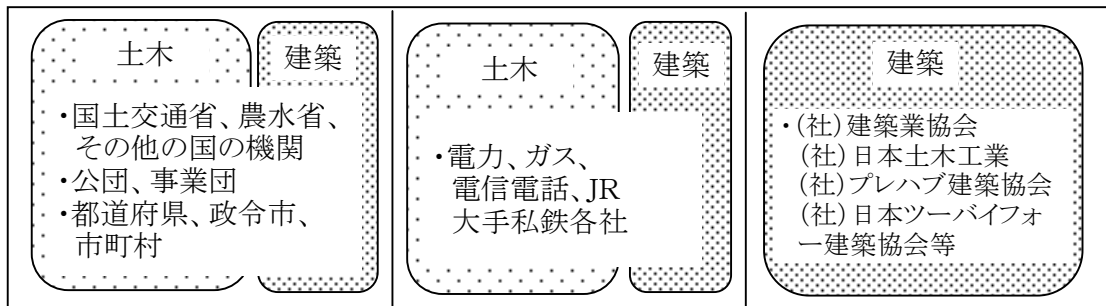 土木
建築
・国土交通省、農水省、
その他の国の機関
・公団、事業団
・都道府県、政令市、
市町村
土木
建築
・電力、ガス、
電信電話、JR
大手私鉄各社
建築
・(社)建築業協会
(社)日本土木工業
(社)プレハブ建築協会
(社)日本ツーバイフォ
ー建築協会等